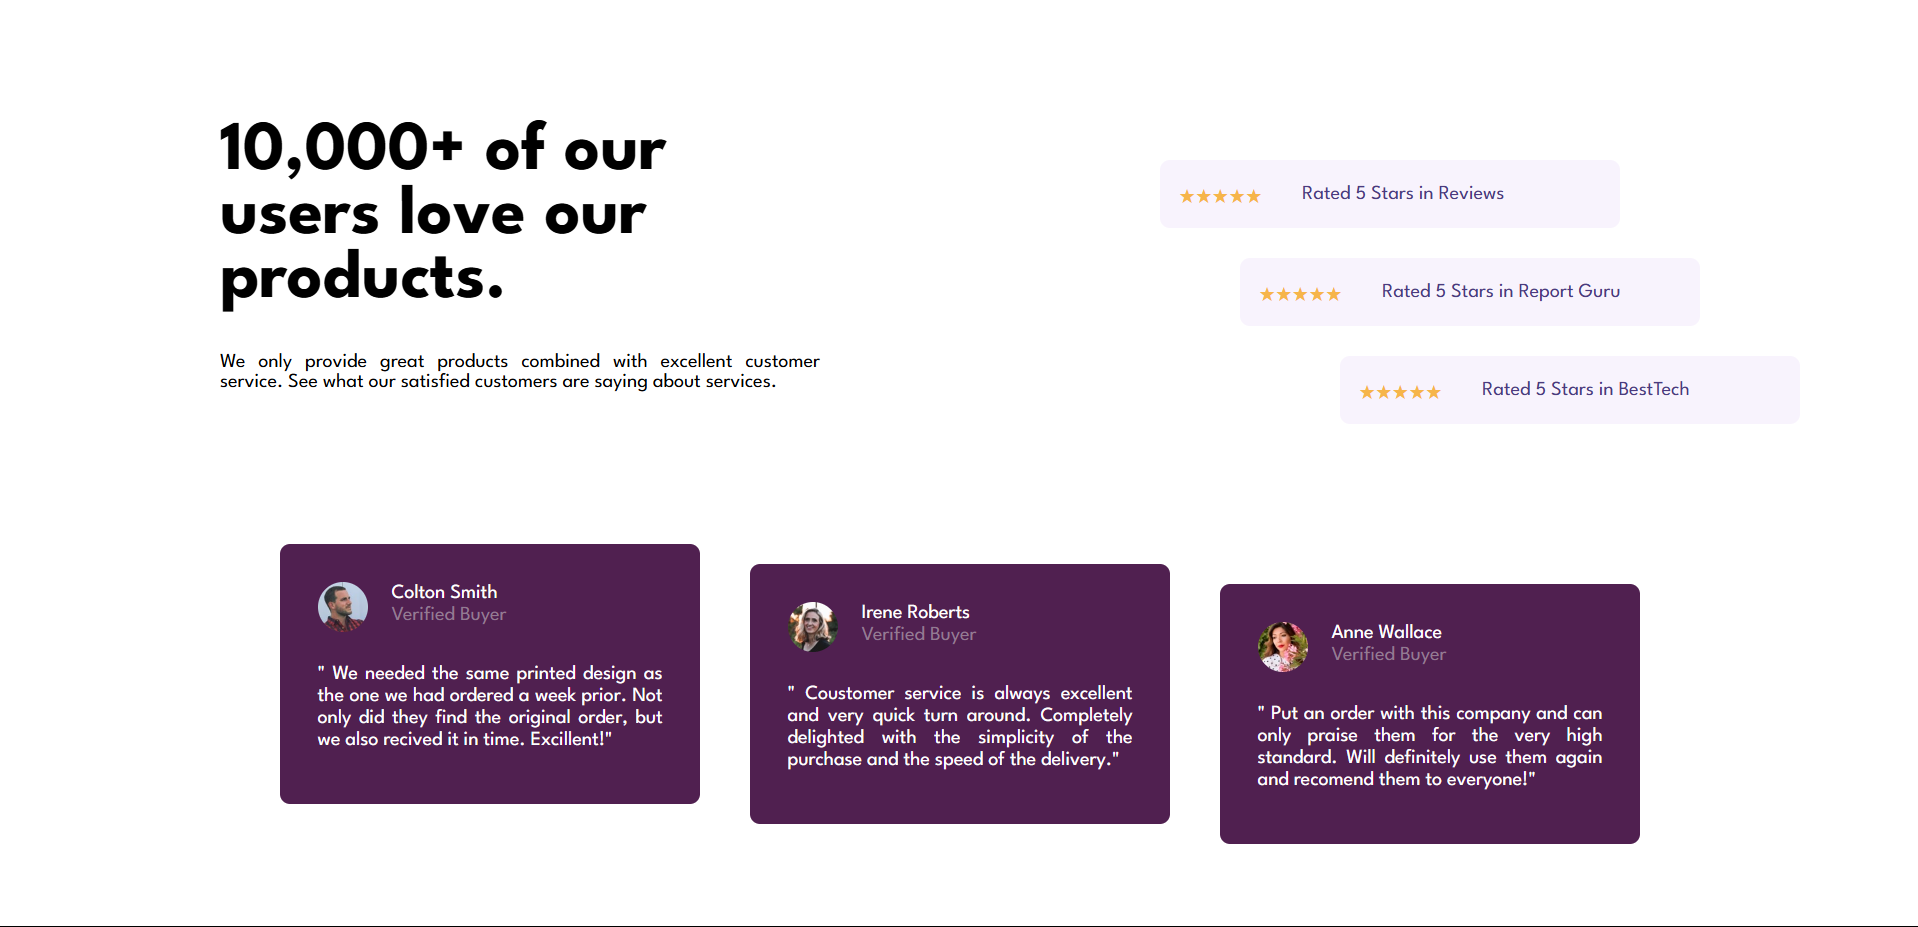 10,000+ of our
users love our
products.
We only provide great products combined with excellent customer
service. See what our satisfied customers are saying about services.
Rated 5 Stars in Reviews
Rated 5 Stars in Report Guru
Rated 5 Stars in BestTech
Colton Smith
Verified Buyer
" We needed the same printed design as
the one we had ordered a week prior. Not
only did they find the original order, but
we also recived it in time. Excillent!"
Irene Roberts
Verified Buyer
" Coustomer service is always excellent
and very quick turn around. Completely
delighted with the simplicity of the
purchase and the speed of the delivery."
Anne Wallace
Verified Buyer
" Put an order with this company and can
only praise them for the very high
standard. Will definitely use them again
and recomend them to everyone!"